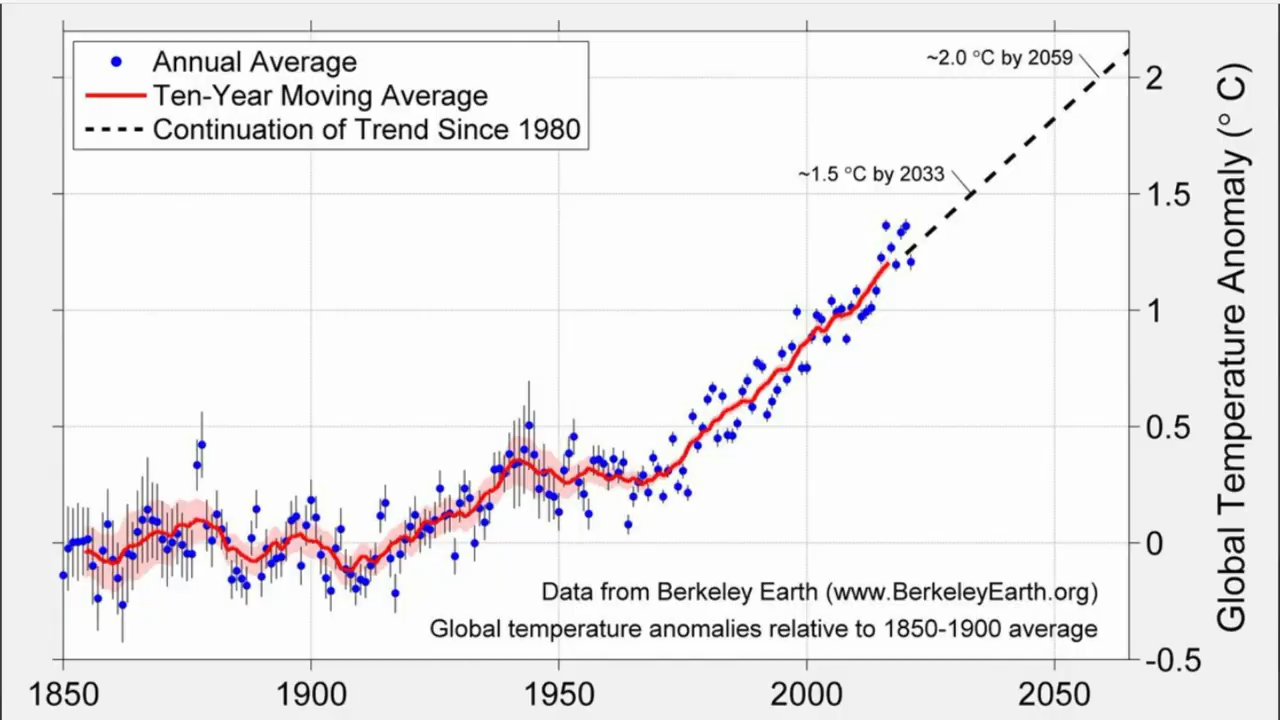 Annual Average
Ten-Year Moving Average
Continuation of Trend Since 1980
~2.0 °C by 2059
~1.5 °C by 2033
2
1.5
1
0.5
0
-0.5
Global Temperature Anomaly (° C)
Data from Berkeley Earth (www.BerkeleyEarth.org)
Global temperature anomalies relative to 1850-1900 average
1850 1900 1950 2000 2050